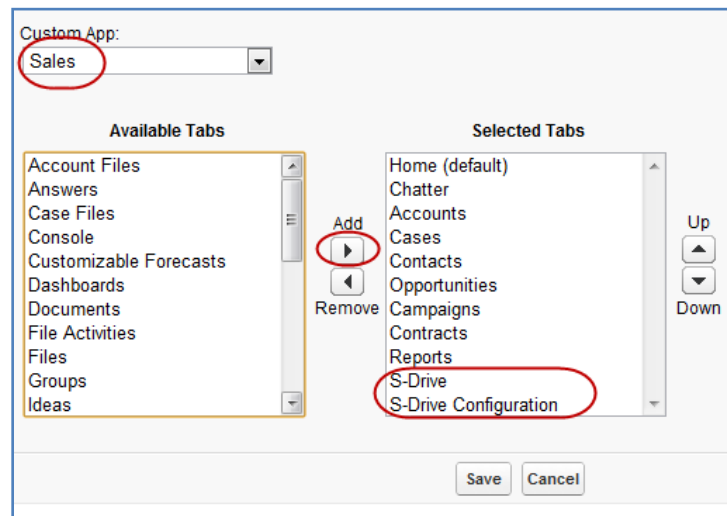 Custom App:
Sales
Available Tabs
Account Files
Answers
Case Files
Console
Customizable Forecasts
Dashboards
Documents
File Activities
Files
Groups
Ideas
Add
Remove
Selected Tabs
Home (default)
Chatter
Accounts
Cases
Contacts
Opportunities
Campaigns
Contracts
Reports
S-Drive
S-Drive Configuration
Up
Down
Save
Cancel